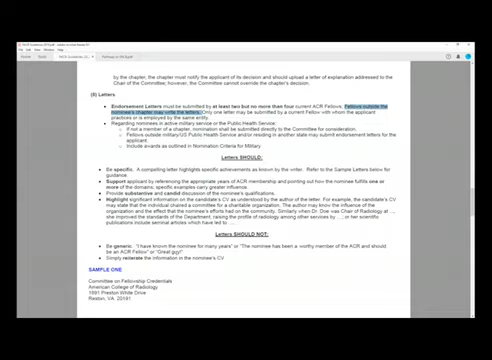 by the chapter, the chapter must notify the applicant of its decision and should upload a letter of explanation addressed to the
Chair of the Committee; however, the Committee cannot override the chapter's decision.
(8) Letters
• Endorsement Letters must be submitted by at least two but no more than four current ACR Fellows. Fellows outside
the nominee's chapter may write the letters. Only one letter may be submitted by a current Fellow with whom the applicant
practices or is employed by the same entity.
• Regarding nominees in active military service or the Public Health Service:
o If not a member of a chapter, nomination shall be submitted directly to the Committee for consideration.
o Fellows outside military/US Public Health Service and/or residing in another state may submit endorsement letters for the
applicant.
o Include awards as outlined in Nomination Criteria for Military.
Letters SHOULD:
• Be specific. A compelling letter highlights specific achievements as known by the writer. Refer to the Sample Letters below for
guidance.
• Support applicant by referencing the appropriate years of ACR membership and pointing out how the nominee fulfills one or
more of the domains; specific examples carry greater influence.
• Provide substantive and candid discussion of the nominee's qualifications.
• Highlight significant information on the candidate's CV as understood by the author of the letter. For example, the candidate's CV
may state that the individual shared a committee for a charitable organization. The author may know the influence of the
organization and the effect that the nominee's efforts had on the community. Similarly when Dr. Doe was Chair of Radiology at ...,
she improved the standards of the Department, raising the profile of radiology among other services by ..., or her scientific
publications include seminal articles which have led to ...
Letters SHOULD NOT:
• Be generic. "I have known the nominee for many years" or "The nominee has been a worthy member of the ACR and should
be an ACR Fellow" or "Great guy!"
• Simply reiterate the information in the nominee's CV
SAMPLE ONE
Committee on Fellowship Credentials
American College of Radiology
1891 Preston White Drive
Reston, VA 20191